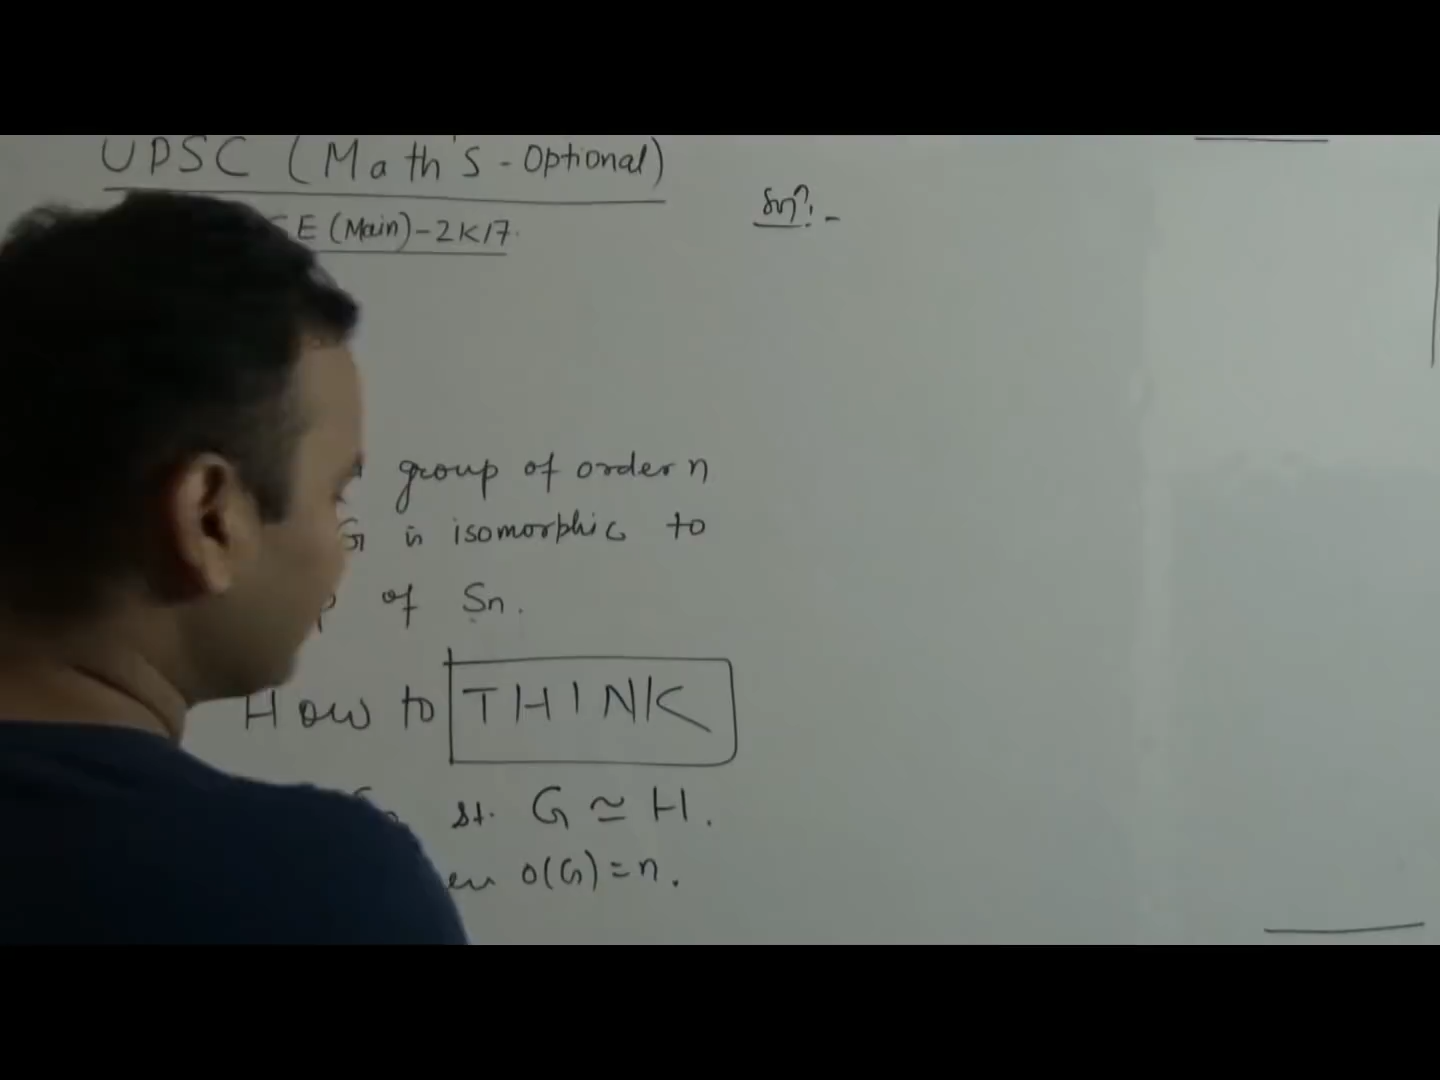 UPSC (Math's - Optional)
E (Main) - 2K17.
Sn?: -
group of order n
G is isomorphic to
of Sn.
How to THINK
st. G ≃ H.
O(G) = n.